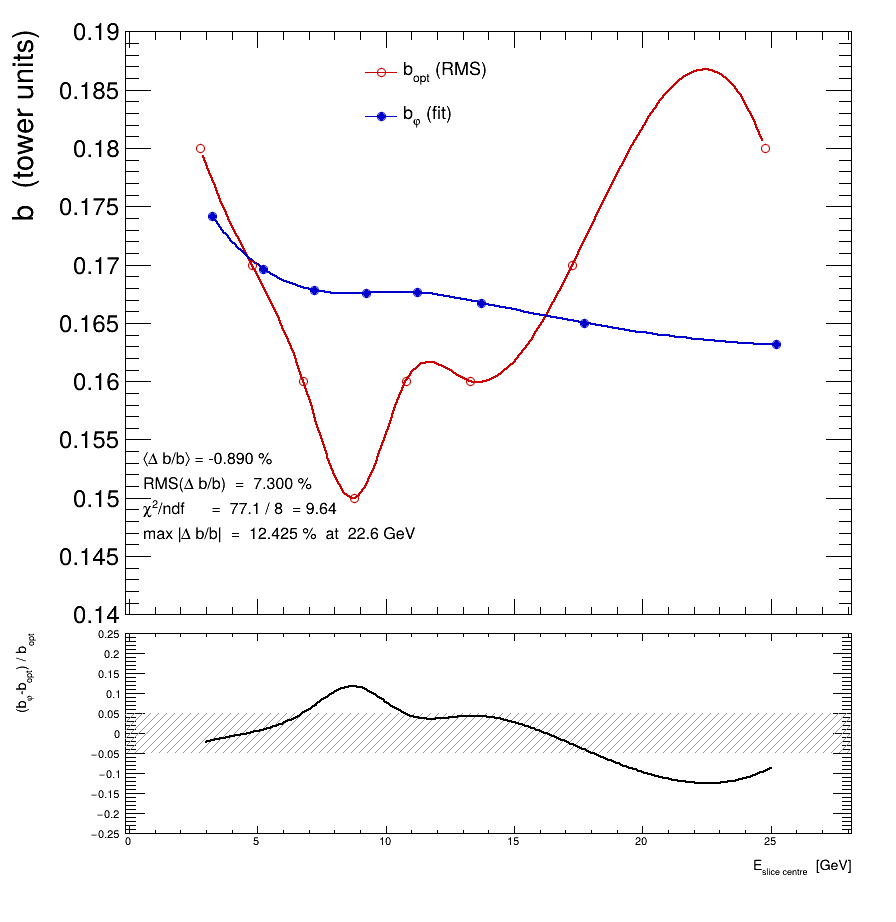 b (tower units)
0.19
0.185
0.18
0.175
0.17
0.165
0.16
0.155
0.15
0.145
0.14
b_opt (RMS)
b_φ (fit)
⟨Δ b/b⟩ = -0.890 %
RMS(Δ b/b) = 7.300 %
χ²/ndf = 77.1 / 8 = 9.64
max |Δ b/b| = 12.425 % at 22.6 GeV
(b_φ-b_opt) / b_opt
0.25
0.2
0.15
0.1
0.05
0
−0.05
−0.1
−0.15
−0.2
−0.25
0 5 10 15 20 25
E_slice centre [GeV]